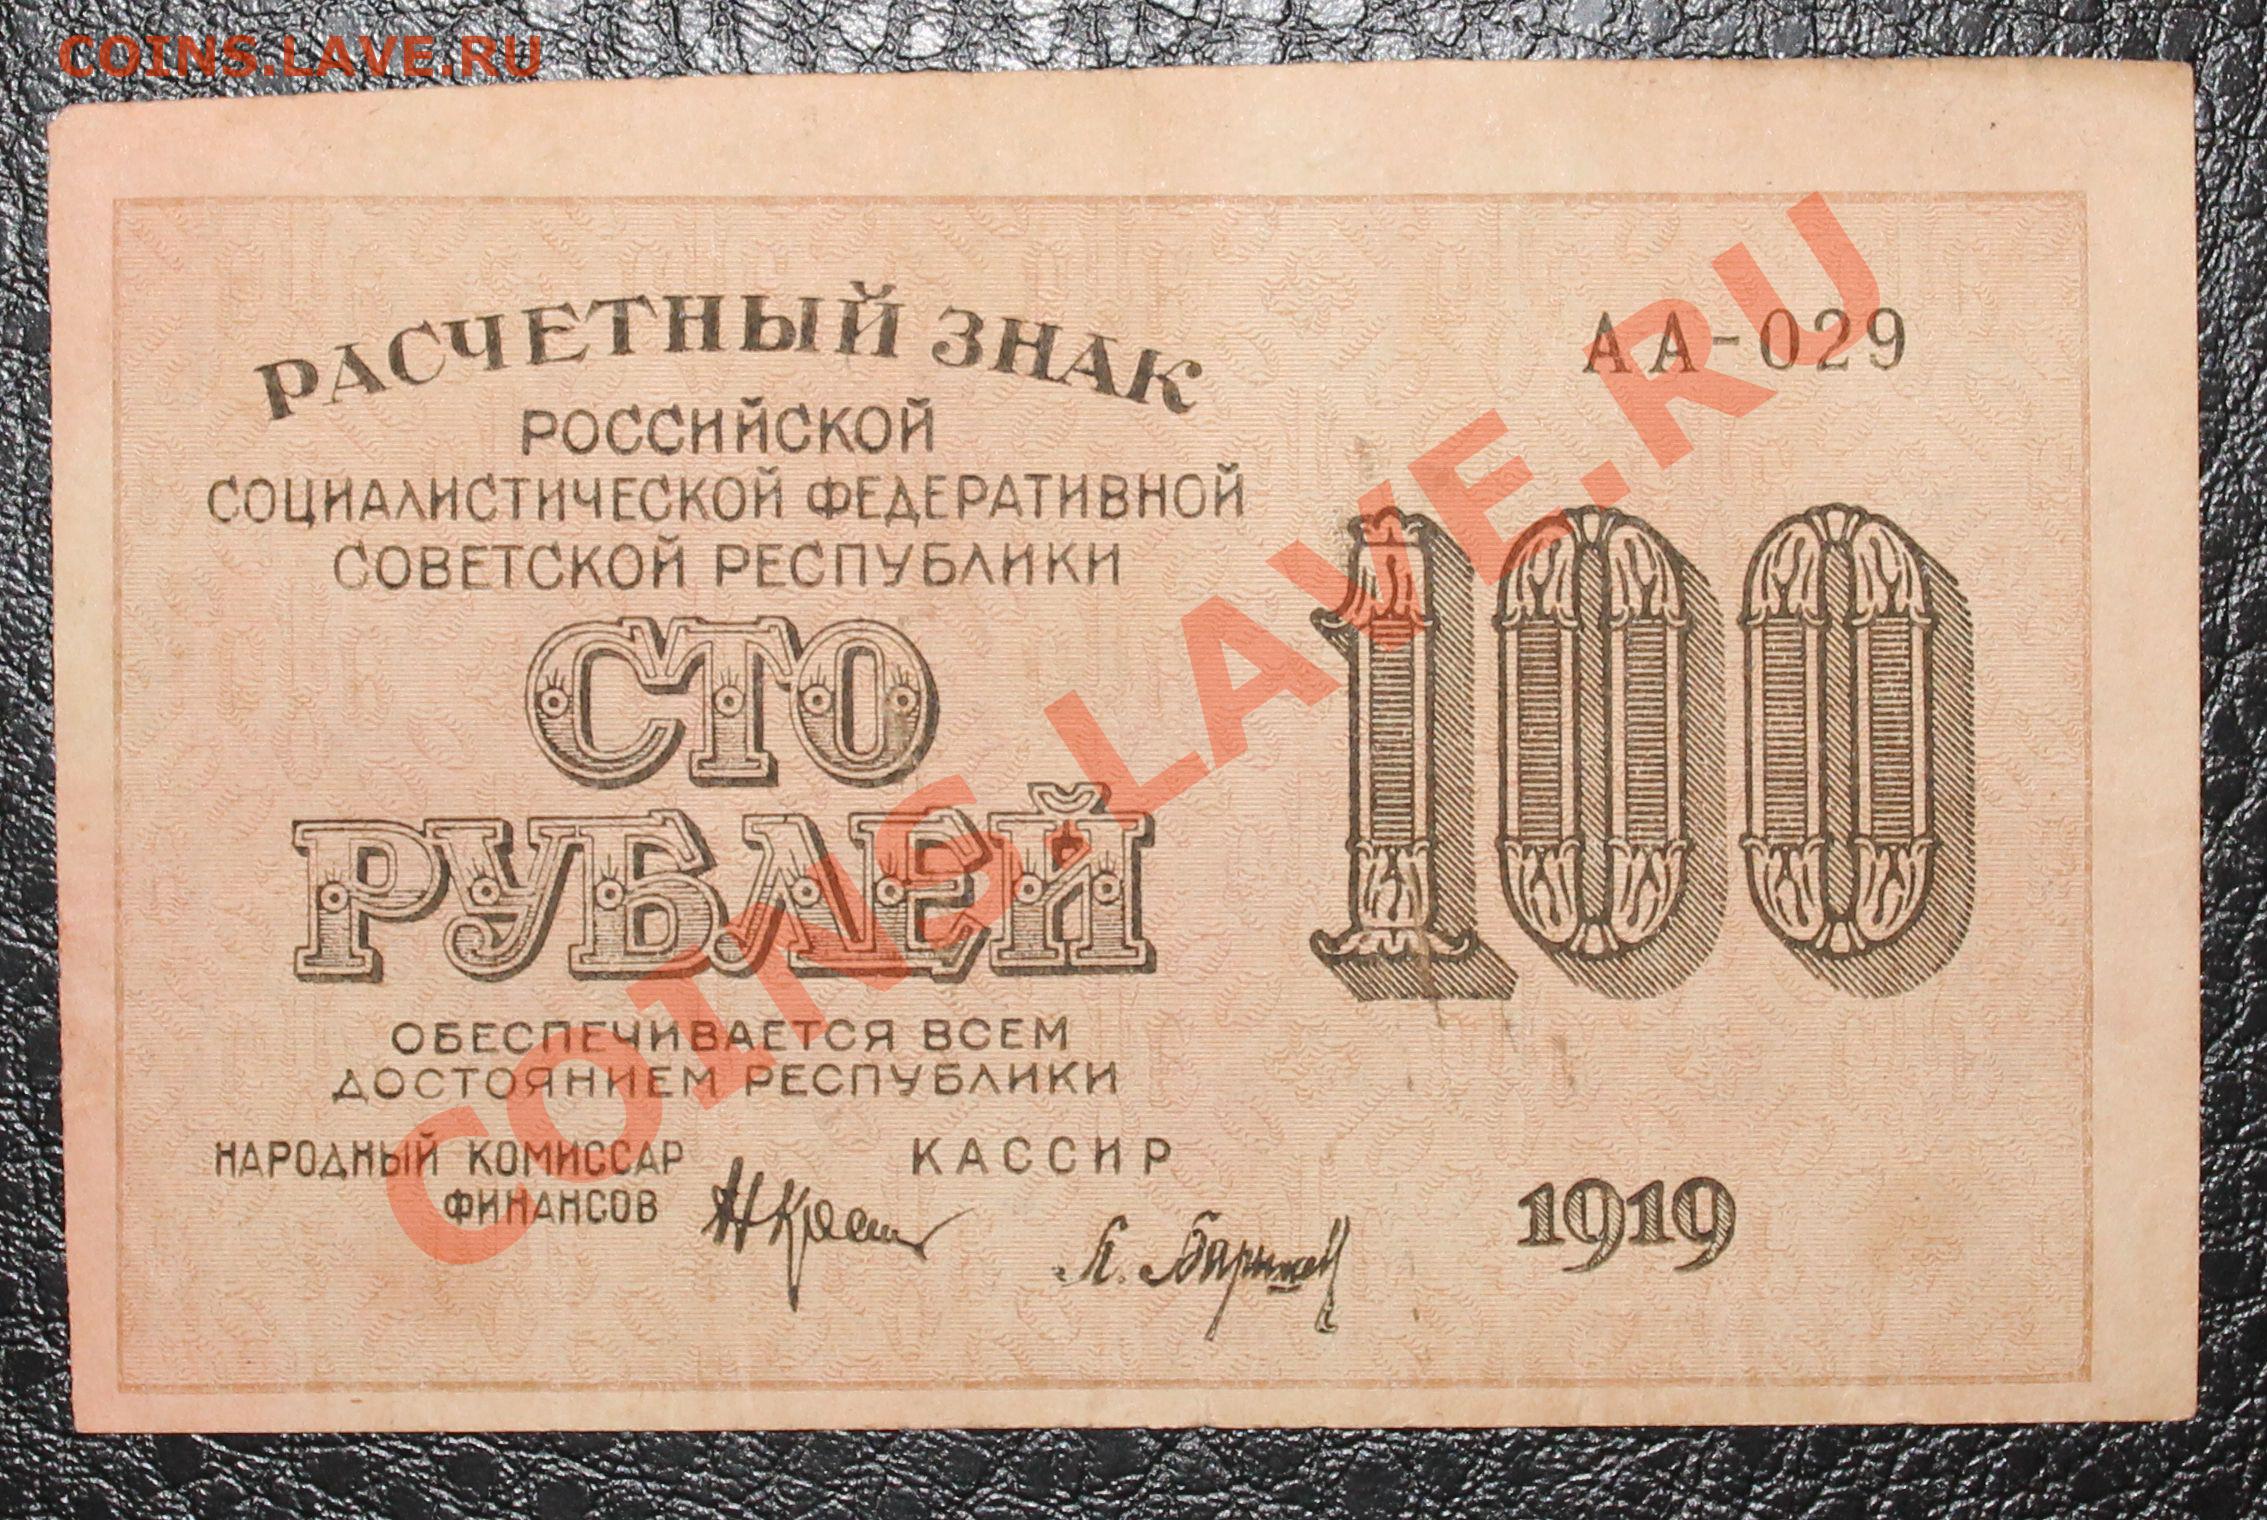 COINS.LAVE.RU
РАСЧЕТНЫЙ ЗНАК
РОССИЙСКОЙ
СОЦИАЛИСТИЧЕСКОЙ ФЕДЕРАТИВНОЙ
СОВЕТСКОЙ РЕСПУБЛИКИ
СТО
РУБЛЕЙ
ОБЕСПЕЧИВАЕТСЯ ВСЕМ
ДОСТОЯНИЕМ РЕСПУБЛИКИ
НАРОДНЫЙ КОМИССАР
ФИНАНСОВ
КАССИР
АА-029
100
1919
COINS.LAVE.RU